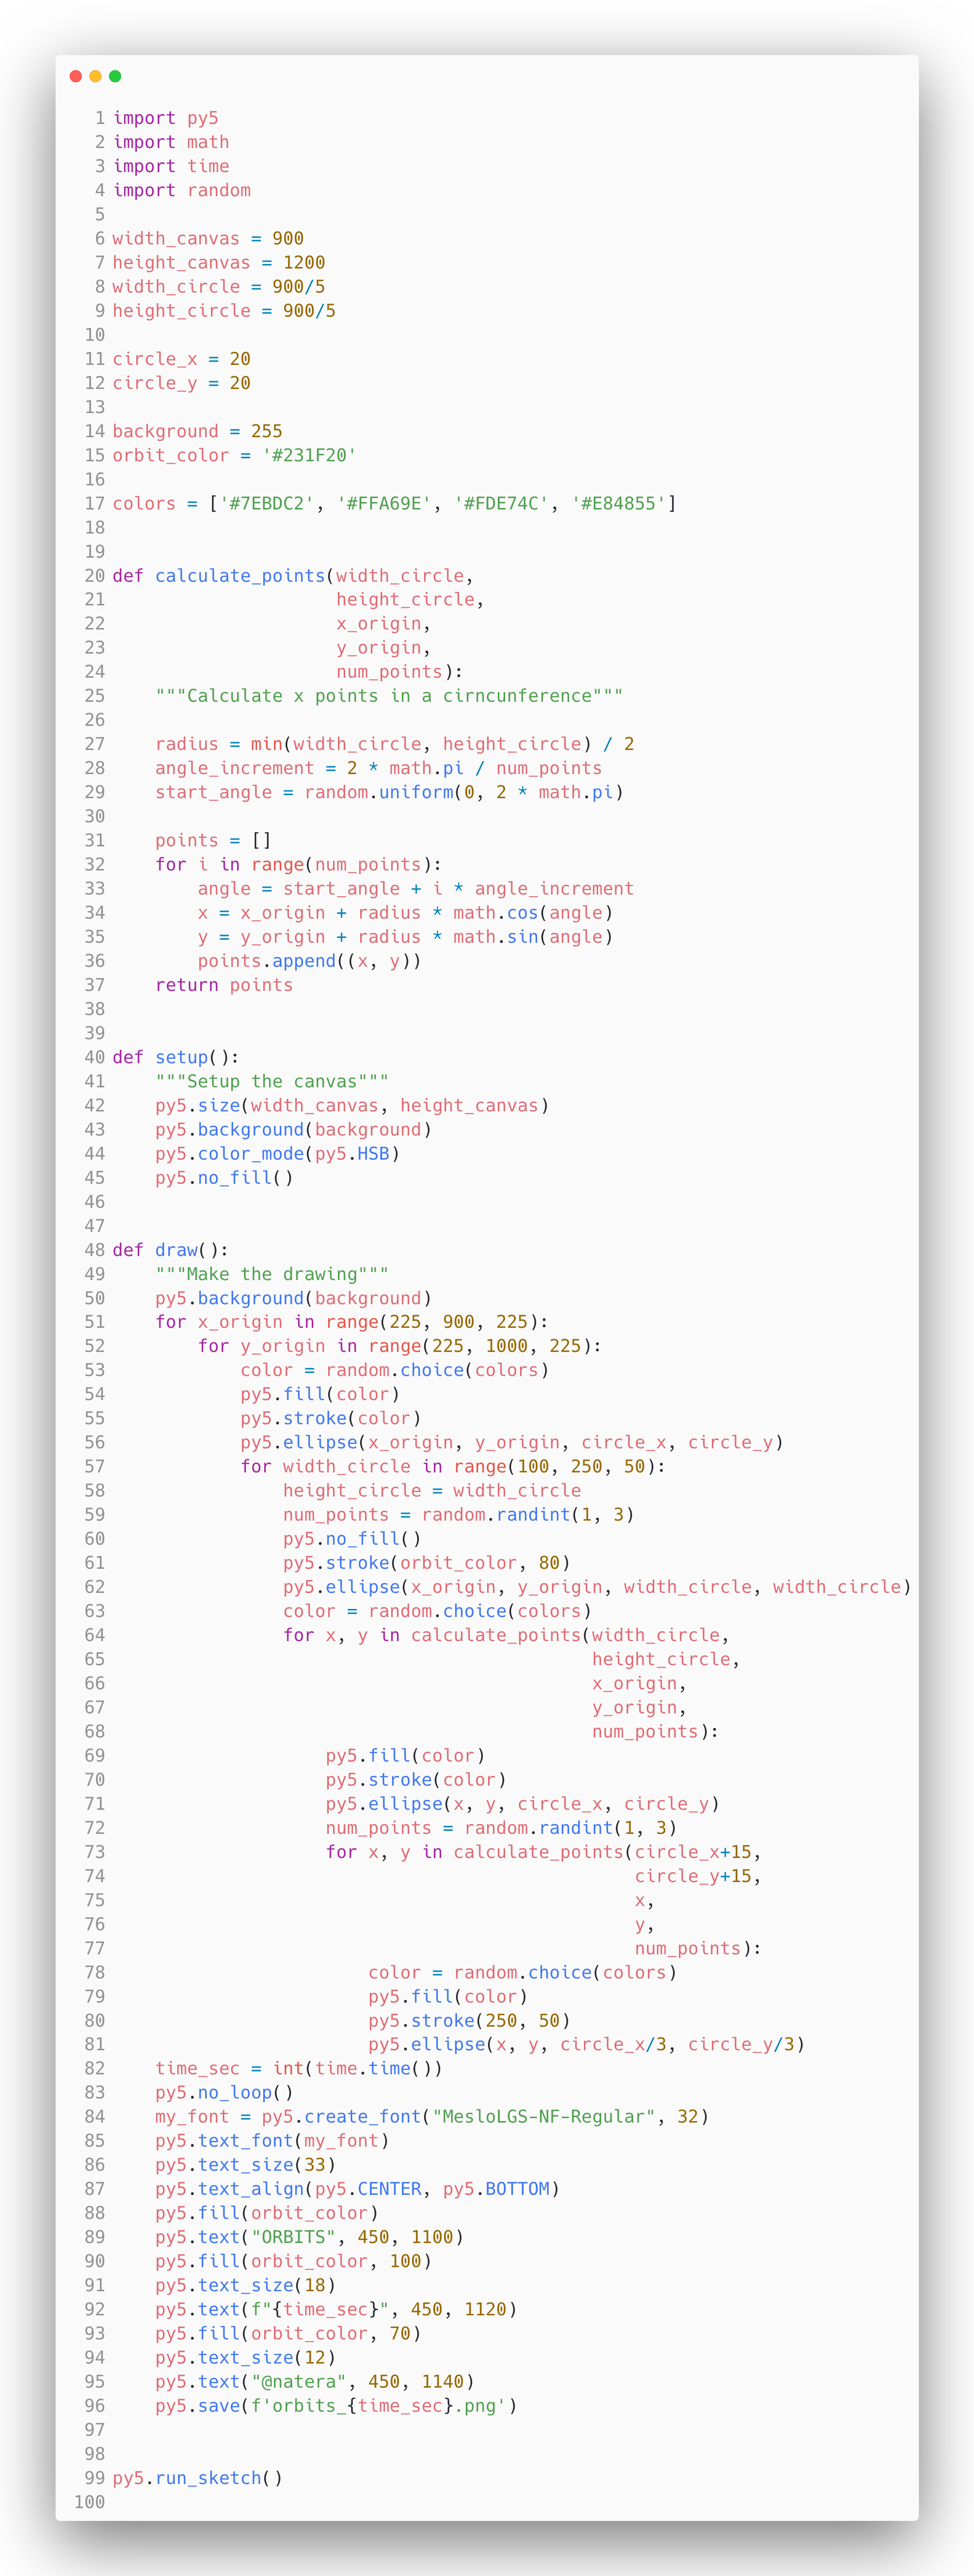 1 import py5
2 import math
3 import time
4 import random
5
6 width_canvas = 900
7 height_canvas = 1200
8 width_circle = 900/5
9 height_circle = 900/5
10
11 circle_x = 20
12 circle_y = 20
13
14 background = 255
15 orbit_color = '#231F20'
16
17 colors = ['#7EBDC2', '#FFA69E', '#FDE74C', '#E84855']
18
19
20 def calculate_points(width_circle,
21                      height_circle,
22                      x_origin,
23                      y_origin,
24                      num_points):
25     """Calculate x points in a cirncunference"""
26
27     radius = min(width_circle, height_circle) / 2
28     angle_increment = 2 * math.pi / num_points
29     start_angle = random.uniform(0, 2 * math.pi)
30
31     points = []
32     for i in range(num_points):
33         angle = start_angle + i * angle_increment
34         x = x_origin + radius * math.cos(angle)
35         y = y_origin + radius * math.sin(angle)
36         points.append((x, y))
37     return points
38
39
40 def setup():
41     """Setup the canvas"""
42     py5.size(width_canvas, height_canvas)
43     py5.background(background)
44     py5.color_mode(py5.HSB)
45     py5.no_fill()
46
47
48 def draw():
49     """Make the drawing"""
50     py5.background(background)
51     for x_origin in range(225, 900, 225):
52         for y_origin in range(225, 1000, 225):
53             color = random.choice(colors)
54             py5.fill(color)
55             py5.stroke(color)
56             py5.ellipse(x_origin, y_origin, circle_x, circle_y)
57             for width_circle in range(100, 250, 50):
58                 height_circle = width_circle
59                 num_points = random.randint(1, 3)
60                 py5.no_fill()
61                 py5.stroke(orbit_color, 80)
62                 py5.ellipse(x_origin, y_origin, width_circle, width_circle)
63                 color = random.choice(colors)
64                 for x, y in calculate_points(width_circle,
65                                              height_circle,
66                                              x_origin,
67                                              y_origin,
68                                              num_points):
69                     py5.fill(color)
70                     py5.stroke(color)
71                     py5.ellipse(x, y, circle_x, circle_y)
72                     num_points = random.randint(1, 3)
73                     for x, y in calculate_points(circle_x+15,
74                                                  circle_y+15,
75                                                  x,
76                                                  y,
77                                                  num_points):
78                         color = random.choice(colors)
79                         py5.fill(color)
80                         py5.stroke(250, 50)
81                         py5.ellipse(x, y, circle_x/3, circle_y/3)
82     time_sec = int(time.time())
83     py5.no_loop()
84     my_font = py5.create_font("MesloLGS-NF-Regular", 32)
85     py5.text_font(my_font)
86     py5.text_size(33)
87     py5.text_align(py5.CENTER, py5.BOTTOM)
88     py5.fill(orbit_color)
89     py5.text("ORBITS", 450, 1100)
90     py5.fill(orbit_color, 100)
91     py5.text_size(18)
92     py5.text(f"{time_sec}", 450, 1120)
93     py5.fill(orbit_color, 70)
94     py5.text_size(12)
95     py5.text("@natera", 450, 1140)
96     py5.save(f'orbits_{time_sec}.png')
97
98
99 py5.run_sketch()
100